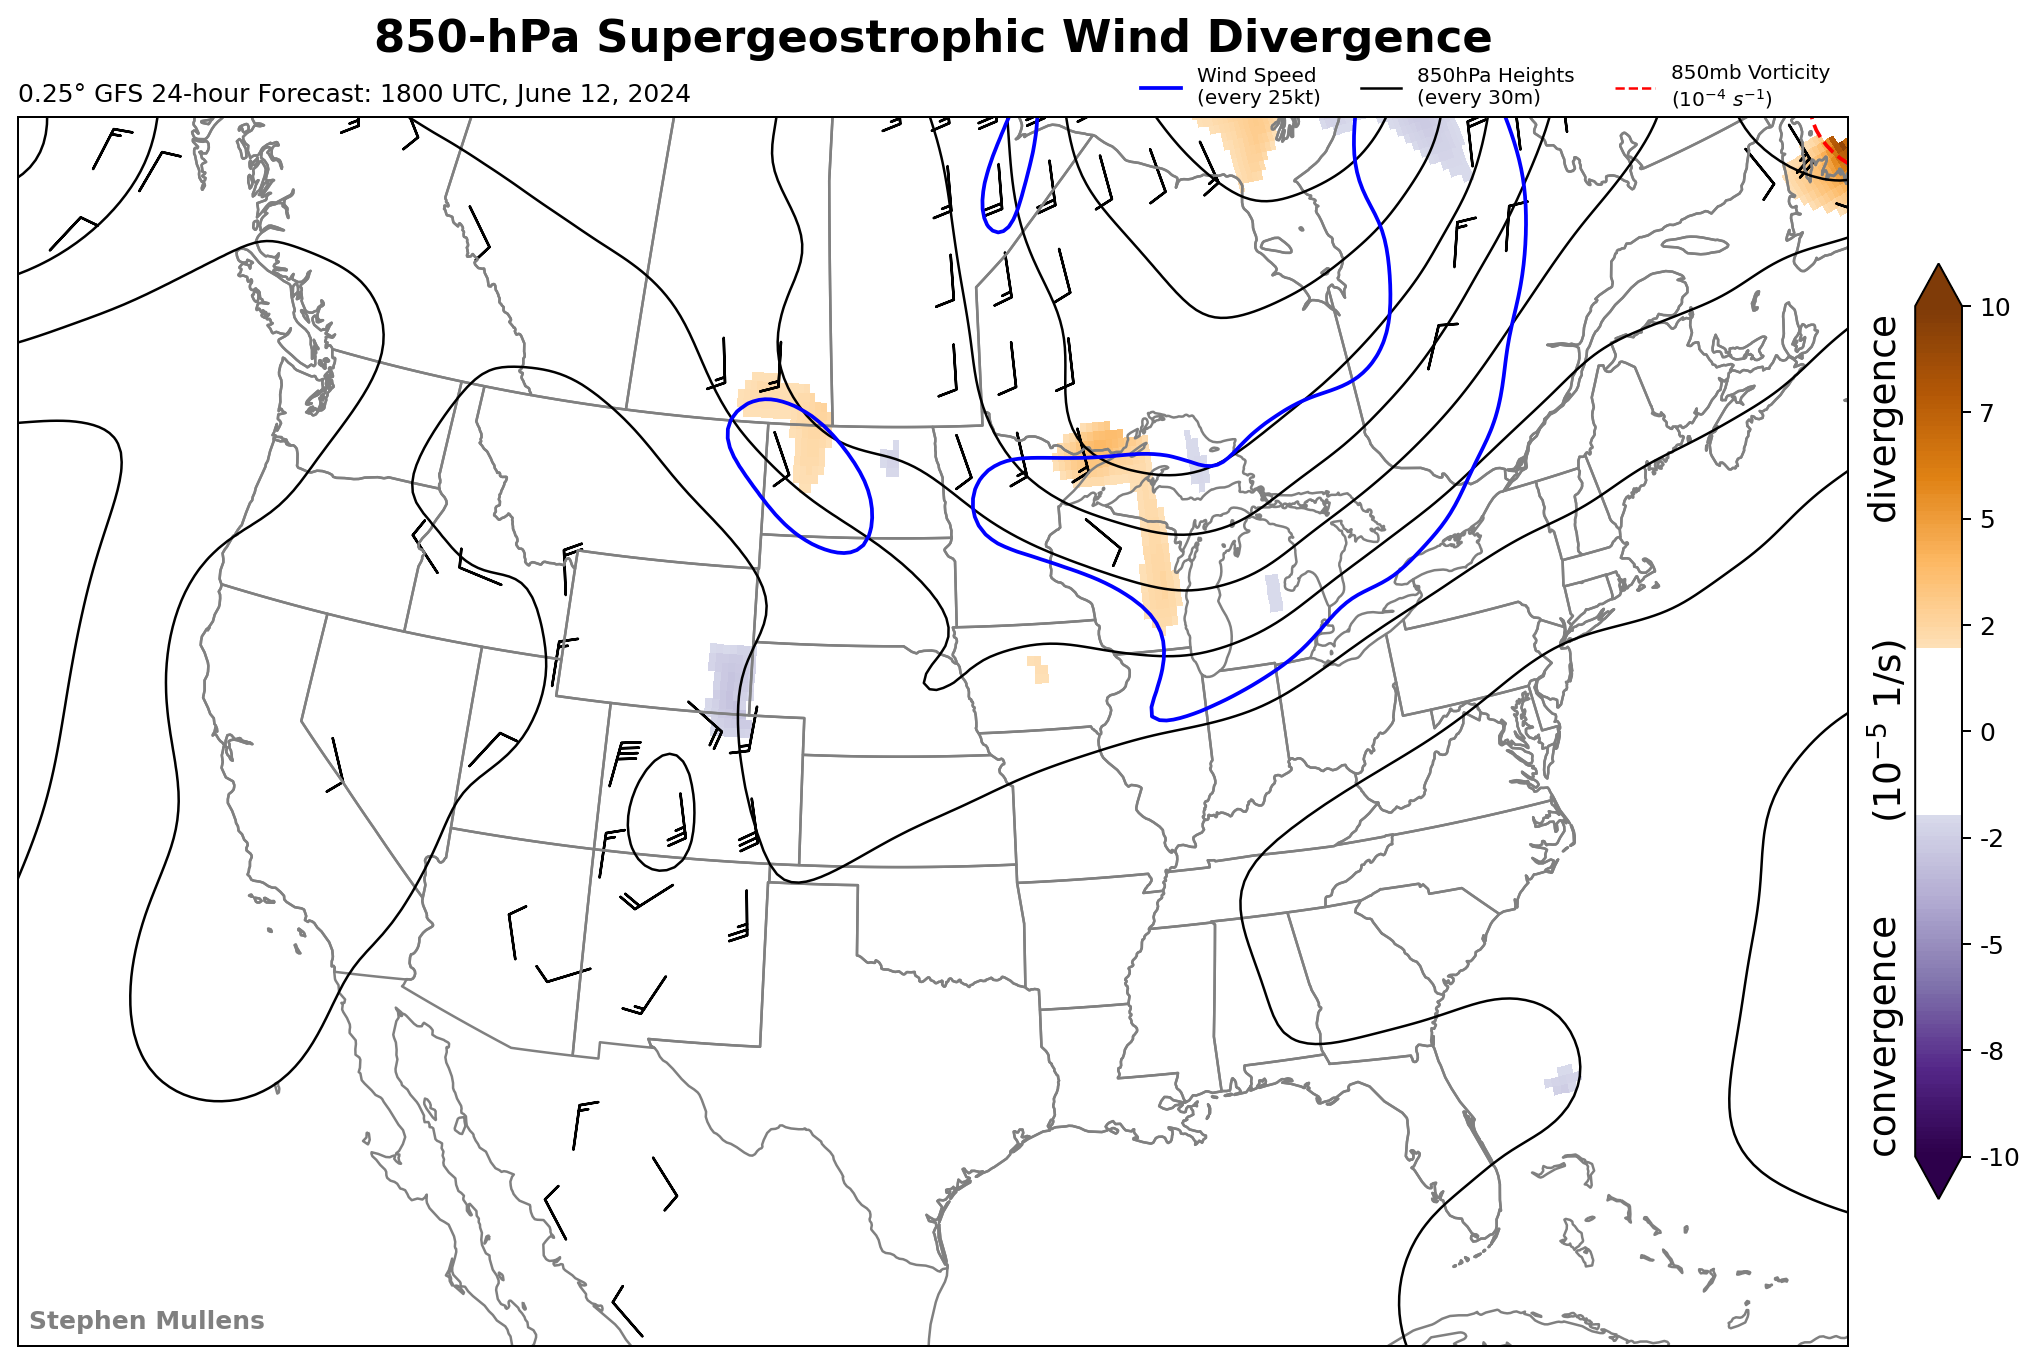 850-hPa Supergeostrophic Wind Divergence
0.25° GFS 24-hour Forecast: 1800 UTC, June 12, 2024
Wind Speed
(every 25kt)
850hPa Heights
(every 30m)
850mb Vorticity
(10⁻⁴ s⁻¹)
10
7
5
2
0
-2
-5
-8
-10
convergence (10⁻⁵ 1/s) divergence
Stephen Mullens